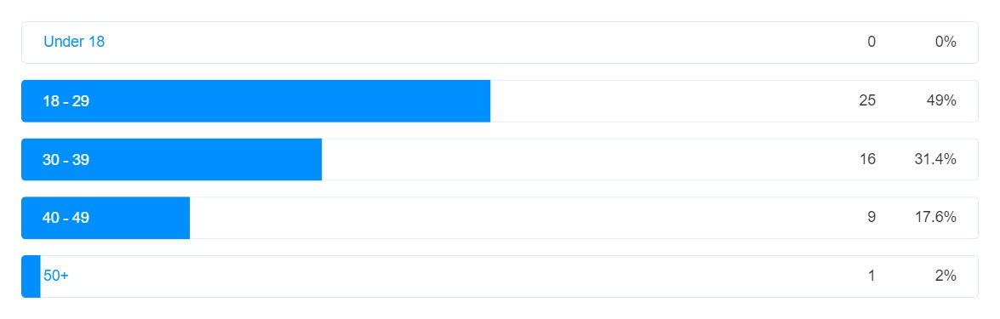 Under 18 0 0%
18 - 29 25 49%
30 - 39 16 31.4%
40 - 49 9 17.6%
50+ 1 2%